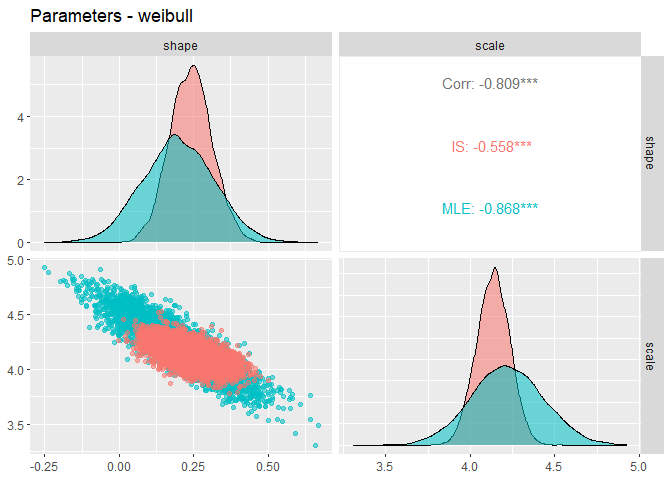 Parameters - weibull
shape
scale
4
2
0
Corr: -0.809***
IS: -0.558***
MLE: -0.868***
shape
5.0
4.5
4.0
3.5
scale
-0.25
0.00
0.25
0.50
3.5
4.0
4.5
5.0